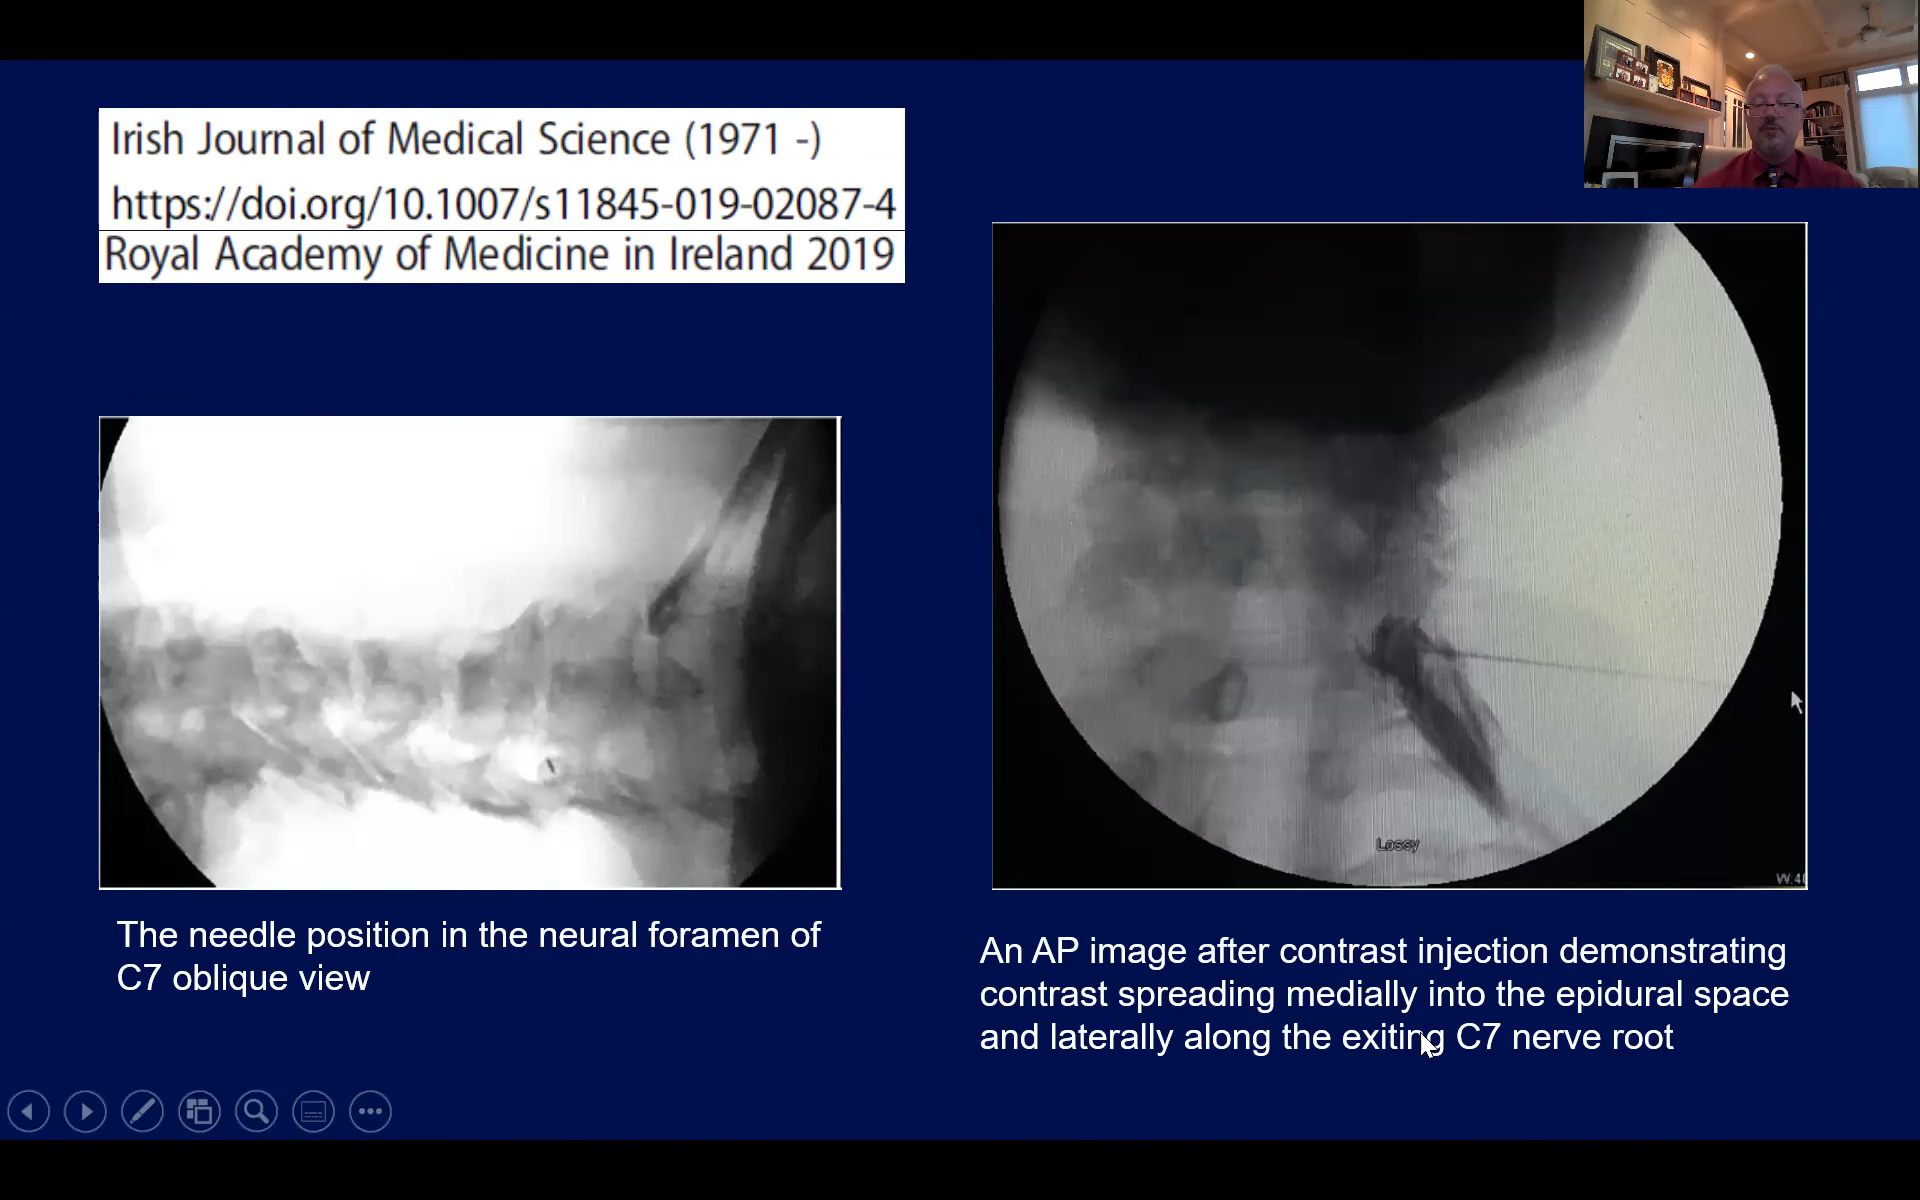 Irish Journal of Medical Science (1971 -)
https://doi.org/10.1007/s11845-019-02087-4
Royal Academy of Medicine in Ireland 2019
Lossy
W:40
The needle position in the neural foramen of
C7 oblique view
An AP image after contrast injection demonstrating
contrast spreading medially into the epidural space
and laterally along the exiting C7 nerve root